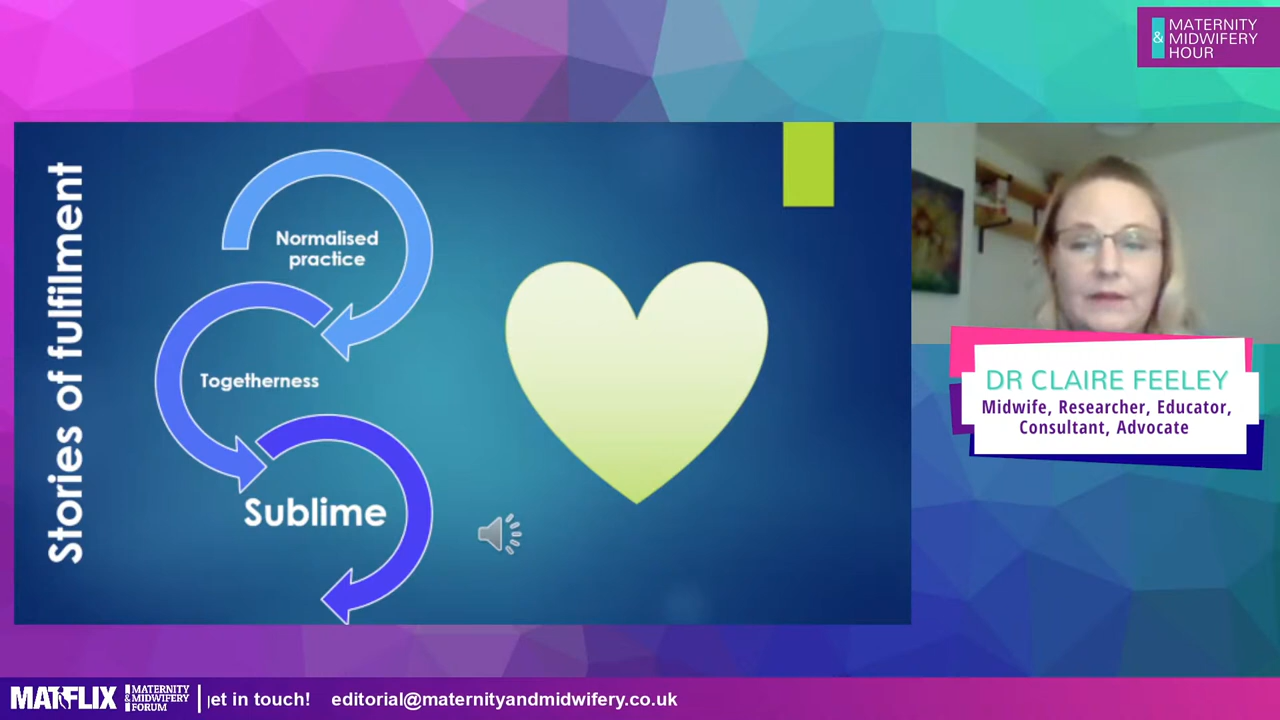 MATERNITY
& MIDWIFERY
HOUR
Stories of fulfilment
Normalised
practice
Togetherness
Sublime
DR CLAIRE FEELEY
Midwife, Researcher, Educator,
Consultant, Advocate
MATFLIX
MATERNITY
& MIDWIFERY
FORUM
et in touch! editorial@maternityandmidwifery.co.uk